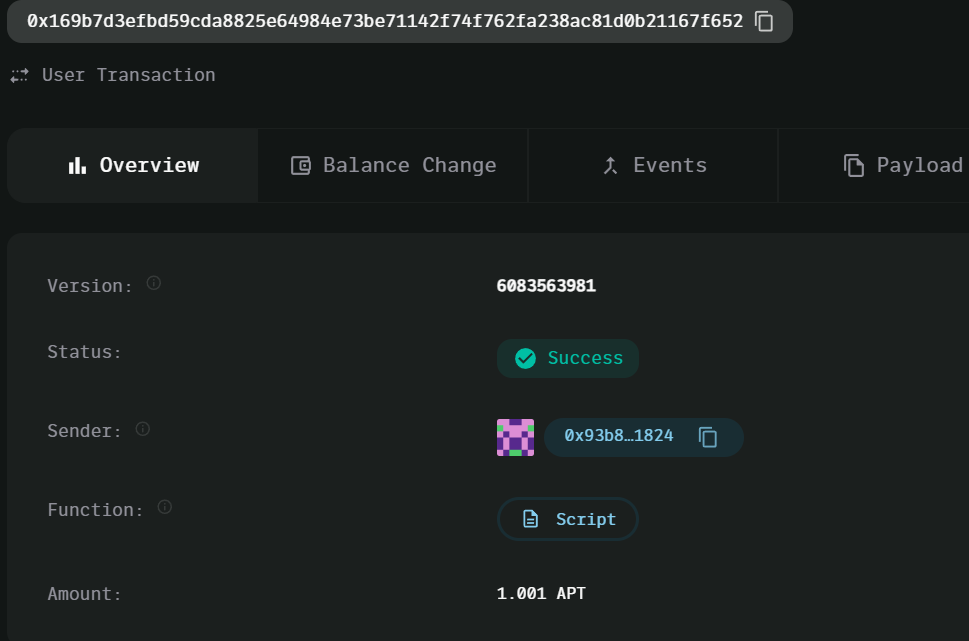 0x169b7d3efbd59cda8825e64984e73be71142f74f762fa238ac81d0b21167f652
User Transaction
Overview Balance Change Events Payload
Version: 6083563981
Status: Success
Sender: 0x93b8…1824
Function: Script
Amount: 1.001 APT